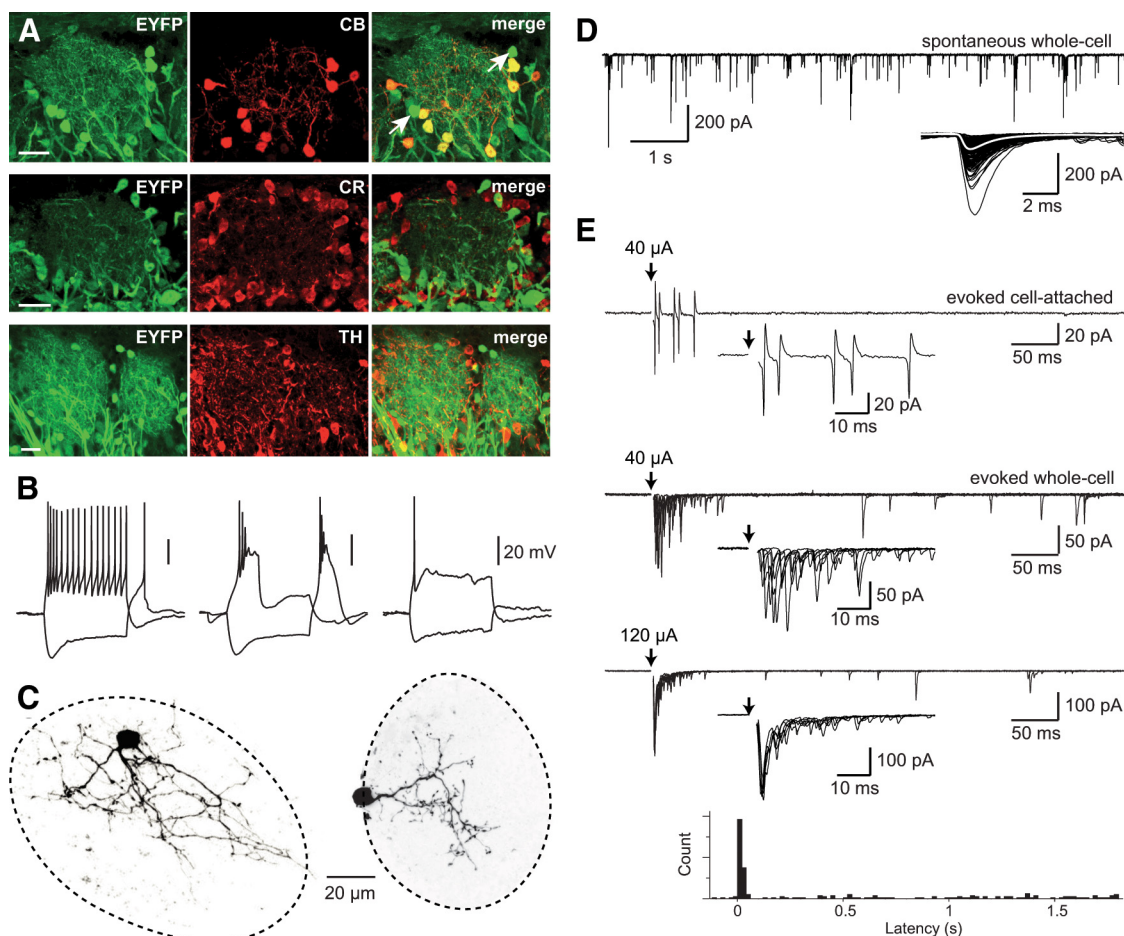 A
EYFP
CB
merge
EYFP
CR
merge
EYFP
TH
merge
B
20 mV
C
20 µm
D
spontaneous whole-cell
200 pA
1 s
200 pA
2 ms
E
40 µA
evoked cell-attached
20 pA
50 ms
20 pA
10 ms
40 µA
evoked whole-cell
50 pA
50 ms
50 pA
10 ms
120 µA
100 pA
50 ms
100 pA
10 ms
Count
0
0.5
1
1.5
Latency (s)